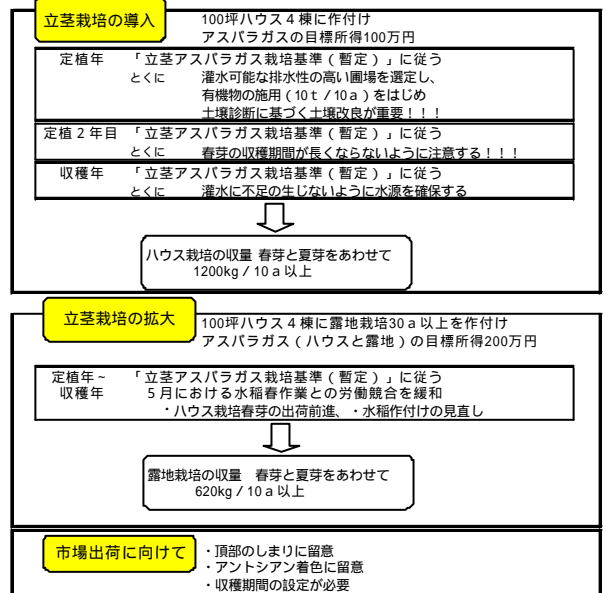 立茎栽培の導入
100坪ハウス４棟に作付け
アスパラガスの目標所得100万円
定植年 「立茎アスパラガス栽培基準（暫定）」に従う
とくに 灌水可能な排水性の高い圃場を選定し、
有機物の施用（10ｔ／10ａ）をはじめ
土壌診断に基づく土壌改良が重要！！！
定植２年目 「立茎アスパラガス栽培基準（暫定）」に従う
とくに 春芽の収穫期間が長くならないように注意する！！！
収穫年 「立茎アスパラガス栽培基準（暫定）」に従う
とくに 灌水に不足の生じないように水源を確保する
ハウス栽培の収量 春芽と夏芽をあわせて
1200kg／10ａ以上
立茎栽培の拡大
100坪ハウス４棟に露地栽培30ａ以上を作付け
アスパラガス（ハウスと露地）の目標所得200万円
定植年～ 「立茎アスパラガス栽培基準（暫定）」に従う
収穫年 ５月における水稲春作業との労働競合を緩和
・ハウス栽培春芽の出荷前進、・水稲作付けの見直し
露地栽培の収量 春芽と夏芽をあわせて
620kg／10ａ以上
市場出荷に向けて
・頂部のしまりに留意
・アントシアン着色に留意
・収穫期間の設定が必要